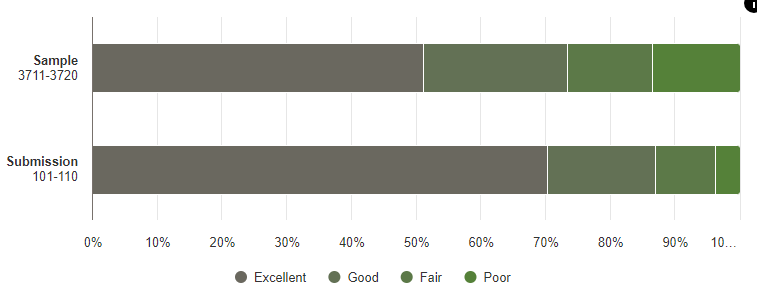 Sample
3711-3720
Submission
101-110
0% 10% 20% 30% 40% 50% 60% 70% 80% 90% 10...
Excellent Good Fair Poor